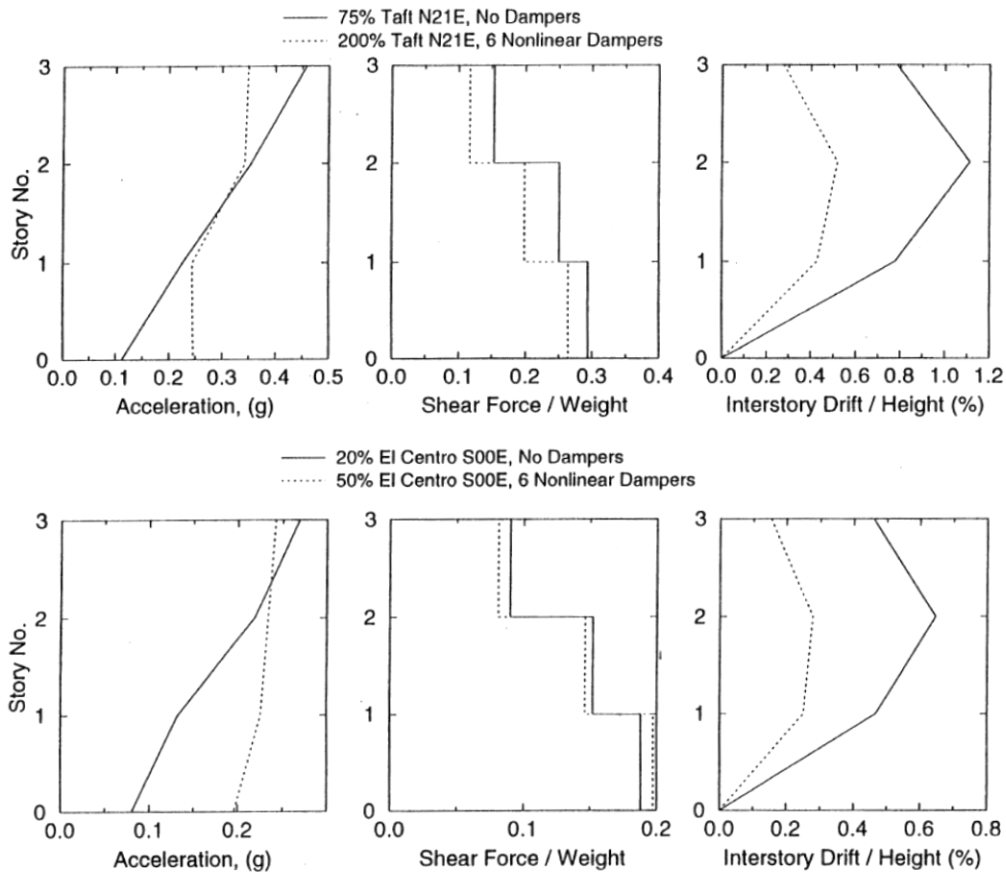 75% Taft N21E, No Dampers
200% Taft N21E, 6 Nonlinear Dampers
Story No.
3
2
1
0
0.0 0.1 0.2 0.3 0.4 0.5
Acceleration, (g)
3
2
1
0
0.0 0.1 0.2 0.3 0.4
Shear Force / Weight
3
2
1
0
0.0 0.2 0.4 0.6 0.8 1.0 1.2
Interstory Drift / Height (%)
20% El Centro S00E, No Dampers
50% El Centro S00E, 6 Nonlinear Dampers
Story No.
3
2
1
0
0.0 0.1 0.2
Acceleration, (g)
3
2
1
0
0.0 0.1 0.2
Shear Force / Weight
3
2
1
0
0.0 0.2 0.4 0.6 0.8
Interstory Drift / Height (%)